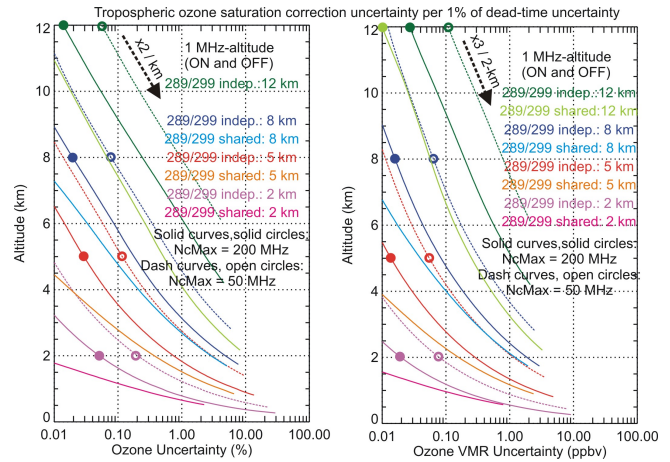 Tropospheric ozone saturation correction uncertainty per 1% of dead-time uncertainty
12
10
8
6
4
2
0
Altitude (km)
0.01
0.10
1.00
10.00
100.00
Ozone Uncertainty (%)
x2 / km
1 MHz-altitude
(ON and OFF)
289/299 indep.:12 km
289/299 indep.: 8 km
289/299 shared: 8 km
289/299 indep.: 5 km
289/299 shared: 5 km
289/299 indep.: 2 km
289/299 shared: 2 km
Solid curves,solid circles:
NcMax = 200 MHz
Dash curves, open circles:
NcMax = 50 MHz
12
10
8
6
4
2
0
Altitude (km)
0.01
0.10
1.00
10.00
100.00
Ozone VMR Uncertainty (ppbv)
x3 / 2-km
1 MHz-altitude
(ON and OFF)
289/299 indep.:12 km
289/299 shared:12 km
289/299 indep.: 8 km
289/299 shared: 8 km
289/299 indep.: 5 km
289/299 shared: 5 km
289/299 indep.: 2 km
289/299 shared: 2 km
Solid curves,solid circles:
NcMax = 200 MHz
Dash curves, open circles:
NcMax = 50 MHz